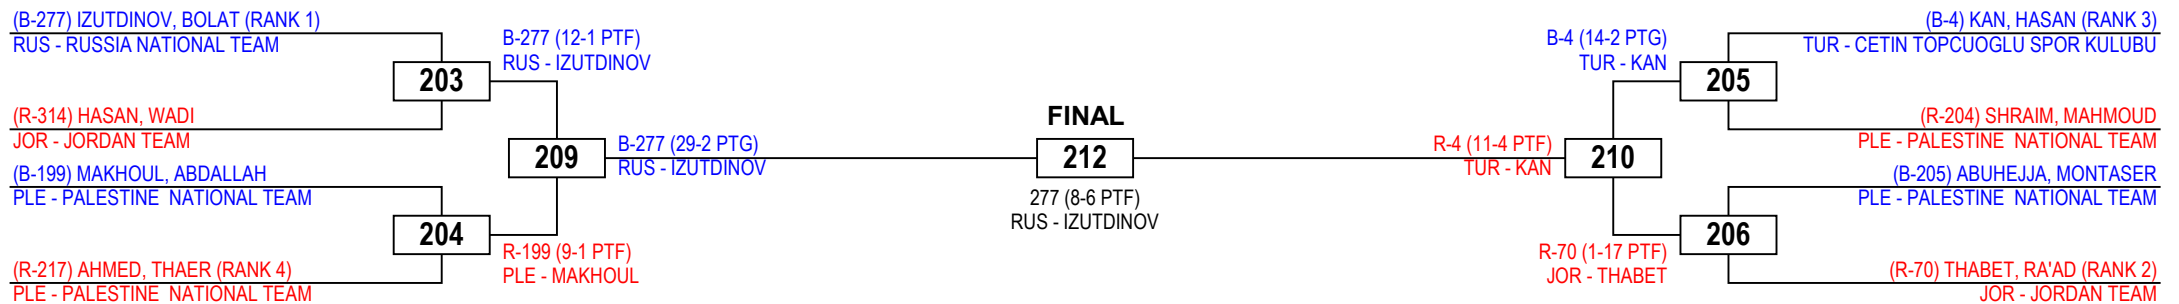 (B-277) IZUTDINOV, BOLAT (RANK 1)
RUS - RUSSIA NATIONAL TEAM
203
(R-314) HASAN, WADI
JOR - JORDAN TEAM
(B-199) MAKHOUL, ABDALLAH
PLE - PALESTINE  NATIONAL TEAM
204
(R-217) AHMED, THAER (RANK 4)
PLE - PALESTINE  NATIONAL TEAM
B-277 (12-1 PTF)
RUS - IZUTDINOV
209
R-199 (9-1 PTF)
PLE - MAKHOUL
B-277 (29-2 PTG)
RUS - IZUTDINOV
FINAL
212
277 (8-6 PTF)
RUS - IZUTDINOV
R-4 (11-4 PTF)
TUR - KAN
B-4 (14-2 PTG)
TUR - KAN
210
R-70 (1-17 PTF)
JOR - THABET
(B-4) KAN, HASAN (RANK 3)
TUR - CETIN TOPCUOGLU SPOR KULUBU
205
(R-204) SHRAIM, MAHMOUD
PLE - PALESTINE  NATIONAL TEAM
(B-205) ABUHEJJA, MONTASER
PLE - PALESTINE  NATIONAL TEAM
206
(R-70) THABET, RA'AD (RANK 2)
JOR - JORDAN TEAM